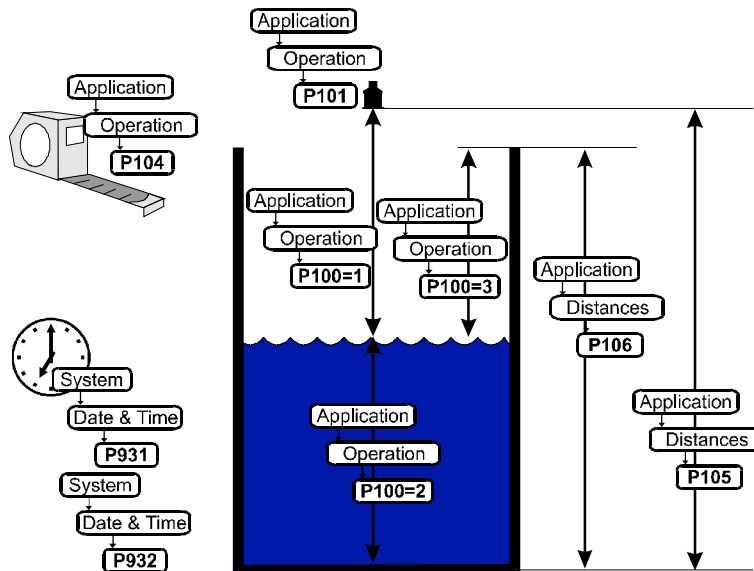 Application
Operation
P101
Application
Operation
P104
Application
Operation
P100=1
Application
Operation
P100=3
Application
Distances
P106
System
Date & Time
P931
System
Date & Time
P932
Application
Operation
P100=2
Application
Distances
P105